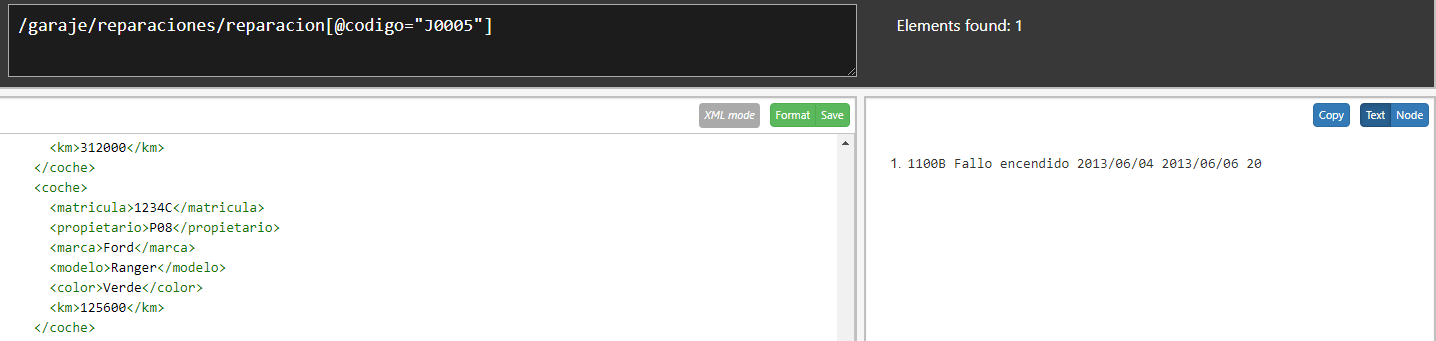 /garaje/reparaciones/reparacion[@codigo="J0005"]
Elements found: 1
XML mode Format Save
<km>312000</km>
</coche>
<coche>
<matricula>1234C</matricula>
<propietario>P08</propietario>
<marca>Ford</marca>
<modelo>Ranger</modelo>
<color>Verde</color>
<km>125600</km>
</coche>
Copy Text Node
1. 1100B Fallo encendido 2013/06/04 2013/06/06 20